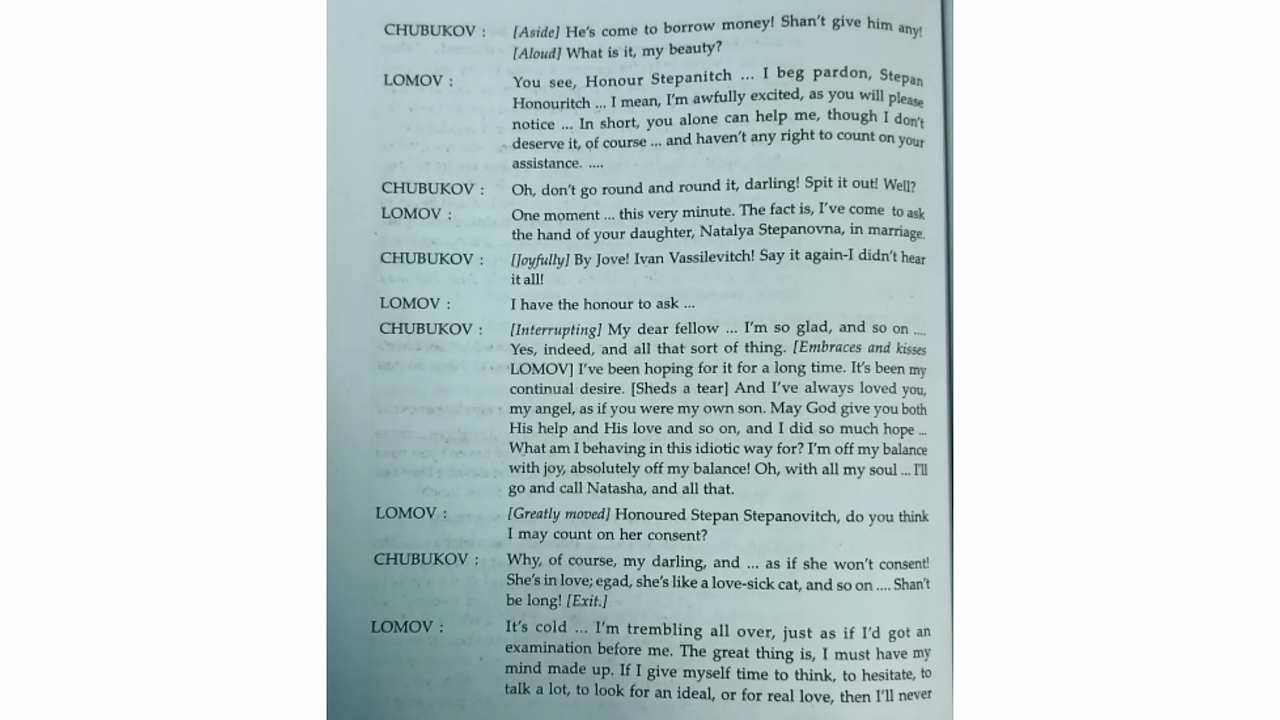 CHUBUKOV : [Aside] He's come to borrow money! Shan't give him any!
[Aloud] What is it, my beauty?
LOMOV : You see, Honour Stepanitch ... I beg pardon, Stepan
Honouritch ... I mean, I'm awfully excited, as you will please
notice ... In short, you alone can help me, though I don't
deserve it, of course ... and haven't any right to count on your
assistance. ....
CHUBUKOV : Oh, don't go round and round it, darling! Spit it out! Well?
LOMOV : One moment ... this very minute. The fact is, I've come to ask
the hand of your daughter, Natalya Stepanovna, in marriage.
CHUBUKOV : [Joyfully] By Jove! Ivan Vassilevitch! Say it again-I didn't hear
it all!
LOMOV : I have the honour to ask ...
CHUBUKOV : [Interrupting] My dear fellow ... I'm so glad, and so on ....
Yes, indeed, and all that sort of thing. [Embraces and kisses
LOMOV] I've been hoping for it for a long time. It's been my
continual desire. [Sheds a tear] And I've always loved you,
my angel, as if you were my own son. May God give you both
His help and His love and so on, and I did so much hope ...
What am I behaving in this idiotic way for? I'm off my balance
with joy, absolutely off my balance! Oh, with all my soul ... I'll
go and call Natasha, and all that.
LOMOV : [Greatly moved] Honoured Stepan Stepanovitch, do you think
I may count on her consent?
CHUBUKOV : Why, of course, my darling, and ... as if she won't consent!
She's in love; egad, she's like a love-sick cat, and so on .... Shan't
be long! [Exit.]
LOMOV : It's cold ... I'm trembling all over, just as if I'd got an
examination before me. The great thing is, I must have my
mind made up. If I give myself time to think, to hesitate, to
talk a lot, to look for an ideal, or for real love, then I'll never